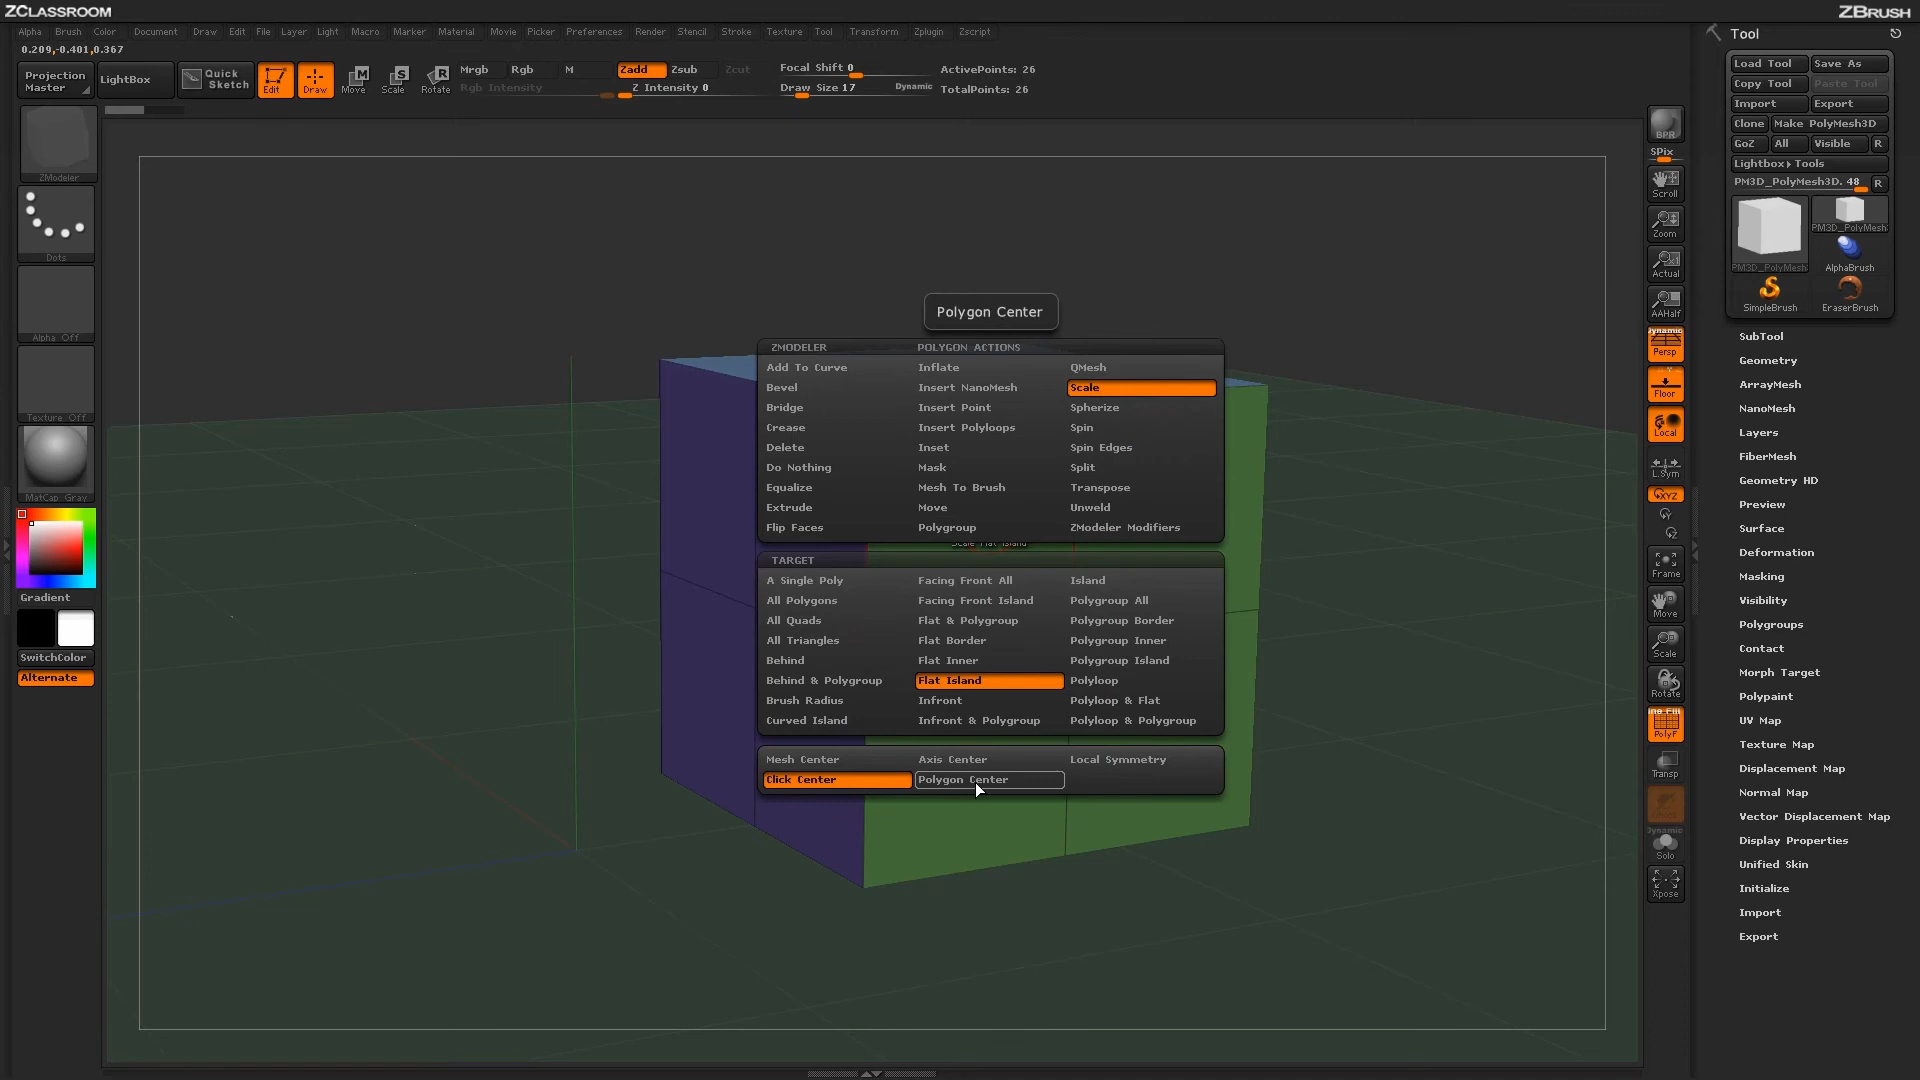 ZCLASSROOM
ZBRUSH
Alpha Brush Color Document Draw Edit File Layer Light Macro Marker Material Movie Picker Preferences Render Stencil Stroke Texture Tool Transform Zplugin Zscript
0.209,-0.401,0.367
Projection Master
LightBox
Quick Sketch
Edit
Draw
Move
Scale
Rotate
Mrgb Rgb M
Rgb Intensity
Zadd Zsub Zcut
Z Intensity 0
Focal Shift 0
Draw Size 17
Dynamic
ActivePoints: 26
TotalPoints: 26
ZModeler
Dots
Alpha Off
Texture Off
MatCap Gray
Gradient
SwitchColor
Alternate
Polygon Center
ZMODELER POLYGON ACTIONS
Add To Curve Inflate QMesh
Bevel Insert NanoMesh Scale
Bridge Insert Point Spherize
Crease Insert Polyloops Spin
Delete Inset Spin Edges
Do Nothing Mask Split
Equalize Mesh To Brush Transpose
Extrude Move Unweld
Flip Faces Polygroup ZModeler Modifiers
Scale Flat Island
TARGET
A Single Poly Facing Front All Island
All Polygons Facing Front Island Polygroup All
All Quads Flat & Polygroup Polygroup Border
All Triangles Flat Border Polygroup Inner
Behind Flat Inner Polygroup Island
Behind & Polygroup Flat Island Polyloop
Brush Radius Infront Polyloop & Flat
Curved Island Infront & Polygroup Polyloop & Polygroup
Mesh Center Axis Center Local Symmetry
Click Center Polygon Center
BPR
SPix
Scroll
Zoom
Actual
AAHalf
Dynamic
Persp
Floor
Local
L.Sym
XYZ
Frame
Move
Scale
Rotate
Line Fill
PolyF
Transp
Dynamic
Solo
Xpose
Tool
Load Tool Save As
Copy Tool Paste Tool
Import Export
Clone Make PolyMesh3D
GoZ All Visible R
Lightbox▸Tools
PM3D_PolyMesh3D. 48 R
PM3D_PolyMesh
PM3D_PolyMesh
AlphaBrush
SimpleBrush
EraserBrush
SubTool
Geometry
ArrayMesh
NanoMesh
Layers
FiberMesh
Geometry HD
Preview
Surface
Deformation
Masking
Visibility
Polygroups
Contact
Morph Target
Polypaint
UV Map
Texture Map
Displacement Map
Normal Map
Vector Displacement Map
Display Properties
Unified Skin
Initialize
Import
Export